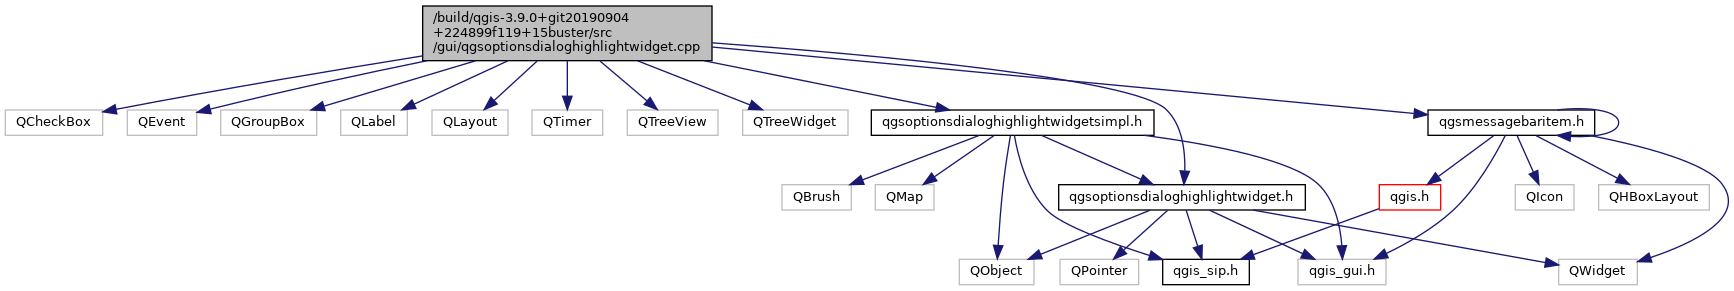 /build/qgis-3.9.0+git20190904
+224899f119+15buster/src
/gui/qgsoptionsdialoghighlightwidget.cpp
QCheckBox
QEvent
QGroupBox
QLabel
QLayout
QTimer
QTreeView
QTreeWidget
qgsoptionsdialoghighlightwidgetsimpl.h
qgsmessagebaritem.h
QBrush
QMap
qgsoptionsdialoghighlightwidget.h
qgis.h
QIcon
QHBoxLayout
QObject
QPointer
qgis_sip.h
qgis_gui.h
QWidget